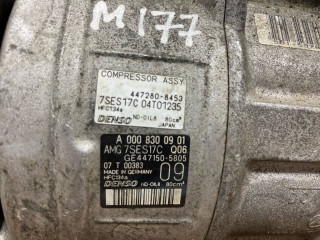 M177
COMPRESSOR ASSY
447280-8453
7SES17C 04T01235
HFC134a
DENSO ND-OIL8 80cm³
JAPAN
A 000 830 09 01
AMG 7SES17C Q06
GE447150-5805
07 T 00383
MADE IN GERMANY 09
HFC134a
DENSO ND-OIL8 80cm³